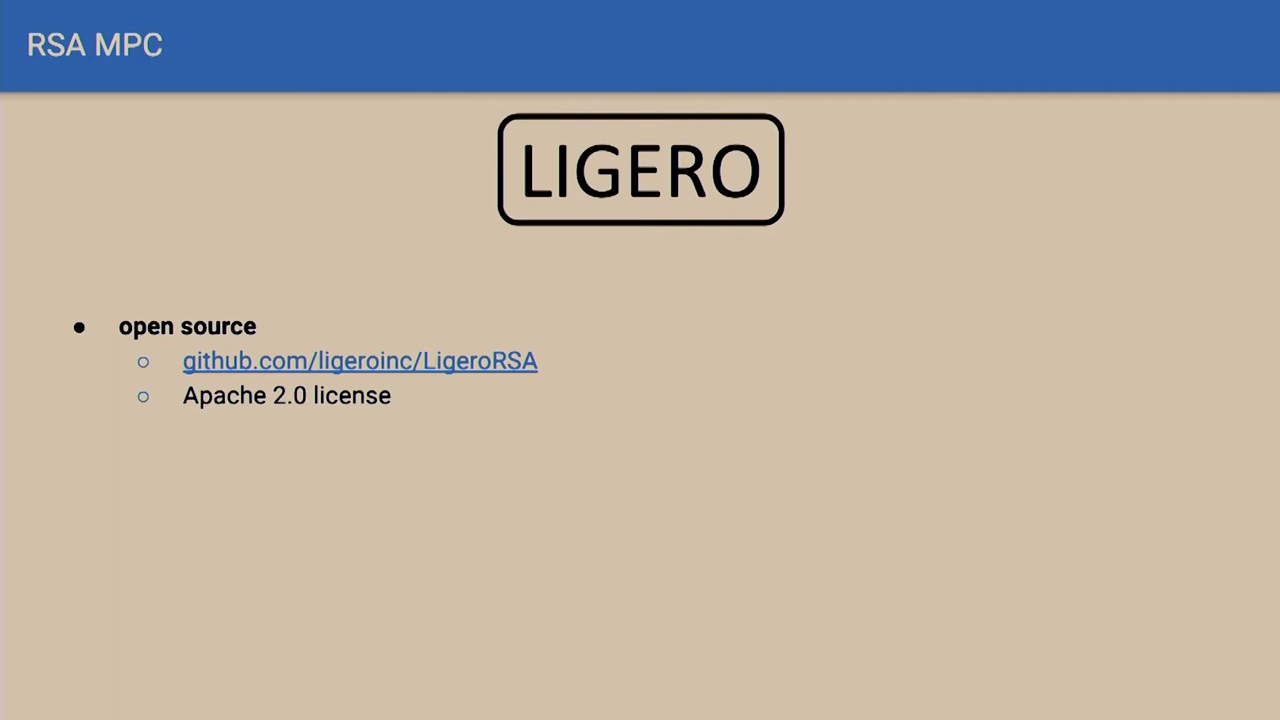 RSA MPC
LIGERO
● open source
○ github.com/ligeroinc/LigeroRSA
○ Apache 2.0 license